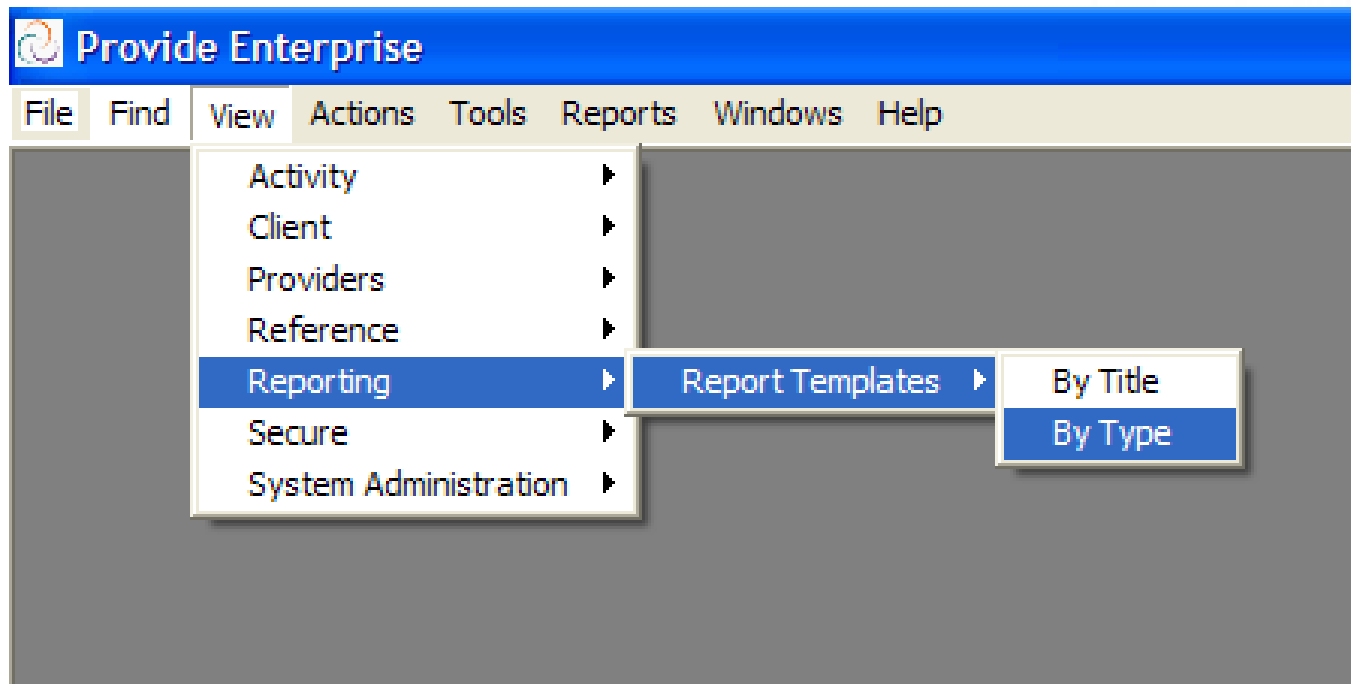 Provide Enterprise
File Find View Actions Tools Reports Windows Help
Activity
Client
Providers
Reference
Reporting Report Templates By Title
Secure By Type
System Administration